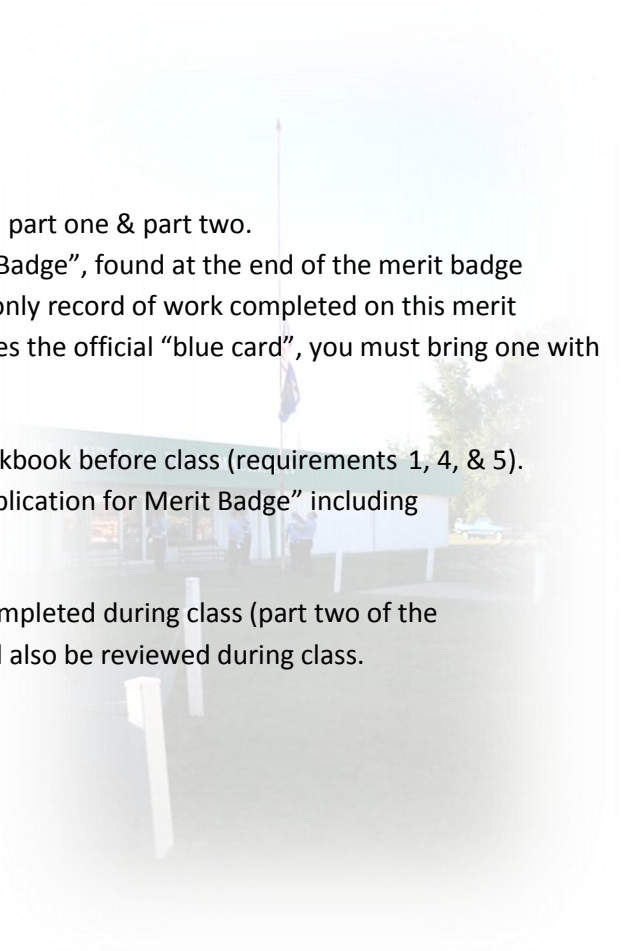 part one & part two.
Badge”, found at the end of the merit badge
only record of work completed on this merit
es the official “blue card”, you must bring one with
kbook before class (requirements 1, 4, & 5).
plication for Merit Badge” including
mpleted during class (part two of the
l also be reviewed during class.